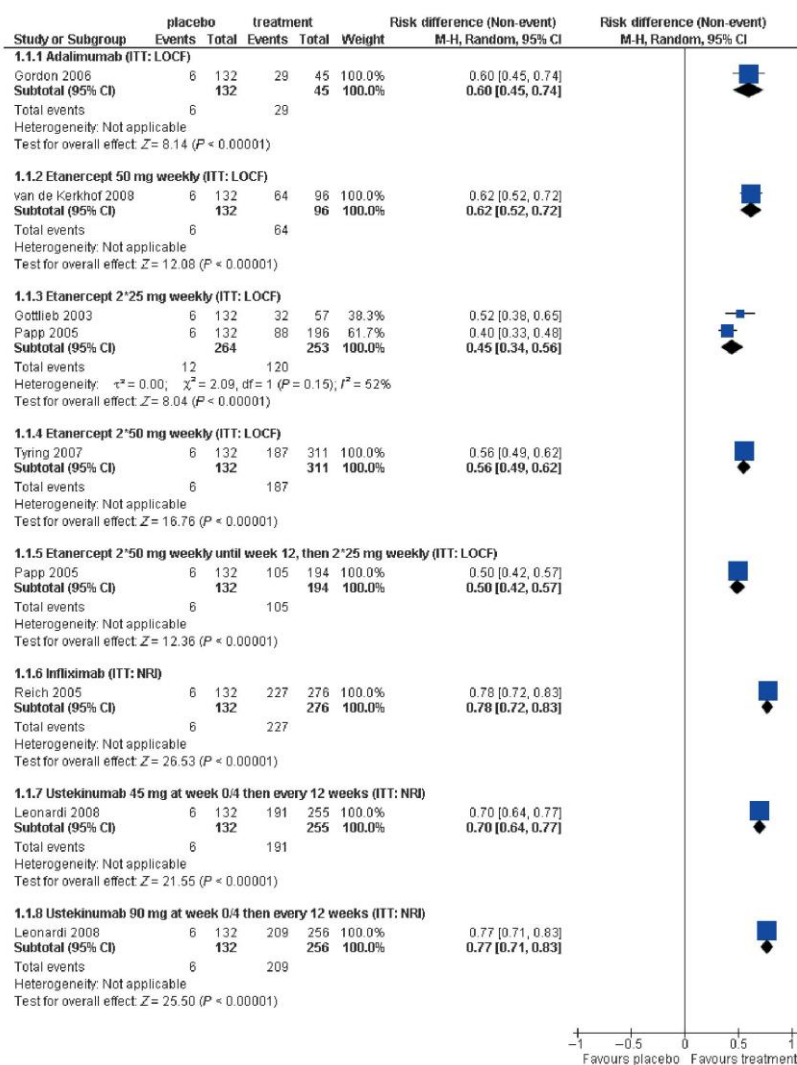 placebo treatment Risk difference (Non-event) Risk difference (Non-event)
Study or Subgroup Events Total Events Total Weight M-H, Random, 95% CI M-H, Random, 95% CI
1.1.1 Adalimumab (ITT: LOCF)
Gordon 2006 6 132 29 45 100.0% 0.60 [0.45, 0.74]
Subtotal (95% CI) 132 45 100.0% 0.60 [0.45, 0.74]
Total events 6 29
Heterogeneity: Not applicable
Test for overall effect: Z = 8.14 (P < 0.00001)
1.1.2 Etanercept 50 mg weekly (ITT: LOCF)
van de Kerkhof 2008 6 132 64 96 100.0% 0.62 [0.52, 0.72]
Subtotal (95% CI) 132 96 100.0% 0.62 [0.52, 0.72]
Total events 6 64
Heterogeneity: Not applicable
Test for overall effect: Z = 12.08 (P < 0.00001)
1.1.3 Etanercept 2*25 mg weekly (ITT: LOCF)
Gottlieb 2003 6 132 32 57 38.3% 0.52 [0.38, 0.65]
Papp 2005 6 132 88 196 61.7% 0.40 [0.33, 0.48]
Subtotal (95% CI) 264 253 100.0% 0.45 [0.34, 0.56]
Total events 12 120
Heterogeneity: τ² = 0.00; χ² = 2.09, df = 1 (P = 0.15); I² = 52%
Test for overall effect: Z = 8.04 (P < 0.00001)
1.1.4 Etanercept 2*50 mg weekly (ITT: LOCF)
Tyring 2007 6 132 187 311 100.0% 0.56 [0.49, 0.62]
Subtotal (95% CI) 132 311 100.0% 0.56 [0.49, 0.62]
Total events 6 187
Heterogeneity: Not applicable
Test for overall effect: Z = 16.76 (P < 0.00001)
1.1.5 Etanercept 2*50 mg weekly until week 12, then 2*25 mg weekly (ITT: LOCF)
Papp 2005 6 132 105 194 100.0% 0.50 [0.42, 0.57]
Subtotal (95% CI) 132 194 100.0% 0.50 [0.42, 0.57]
Total events 6 105
Heterogeneity: Not applicable
Test for overall effect: Z = 12.36 (P < 0.00001)
1.1.6 Infliximab (ITT: NRI)
Reich 2005 6 132 227 276 100.0% 0.78 [0.72, 0.83]
Subtotal (95% CI) 132 276 100.0% 0.78 [0.72, 0.83]
Total events 6 227
Heterogeneity: Not applicable
Test for overall effect: Z = 26.53 (P < 0.00001)
1.1.7 Ustekinumab 45 mg at week 0/4 then every 12 weeks (ITT: NRI)
Leonardi 2008 6 132 191 255 100.0% 0.70 [0.64, 0.77]
Subtotal (95% CI) 132 255 100.0% 0.70 [0.64, 0.77]
Total events 6 191
Heterogeneity: Not applicable
Test for overall effect: Z = 21.55 (P < 0.00001)
1.1.8 Ustekinumab 90 mg at week 0/4 then every 12 weeks (ITT: NRI)
Leonardi 2008 6 132 209 256 100.0% 0.77 [0.71, 0.83]
Subtotal (95% CI) 132 256 100.0% 0.77 [0.71, 0.83]
Total events 6 209
Heterogeneity: Not applicable
Test for overall effect: Z = 25.50 (P < 0.00001)
−1 −0.5 0 0.5 1
Favours placebo Favours treatment